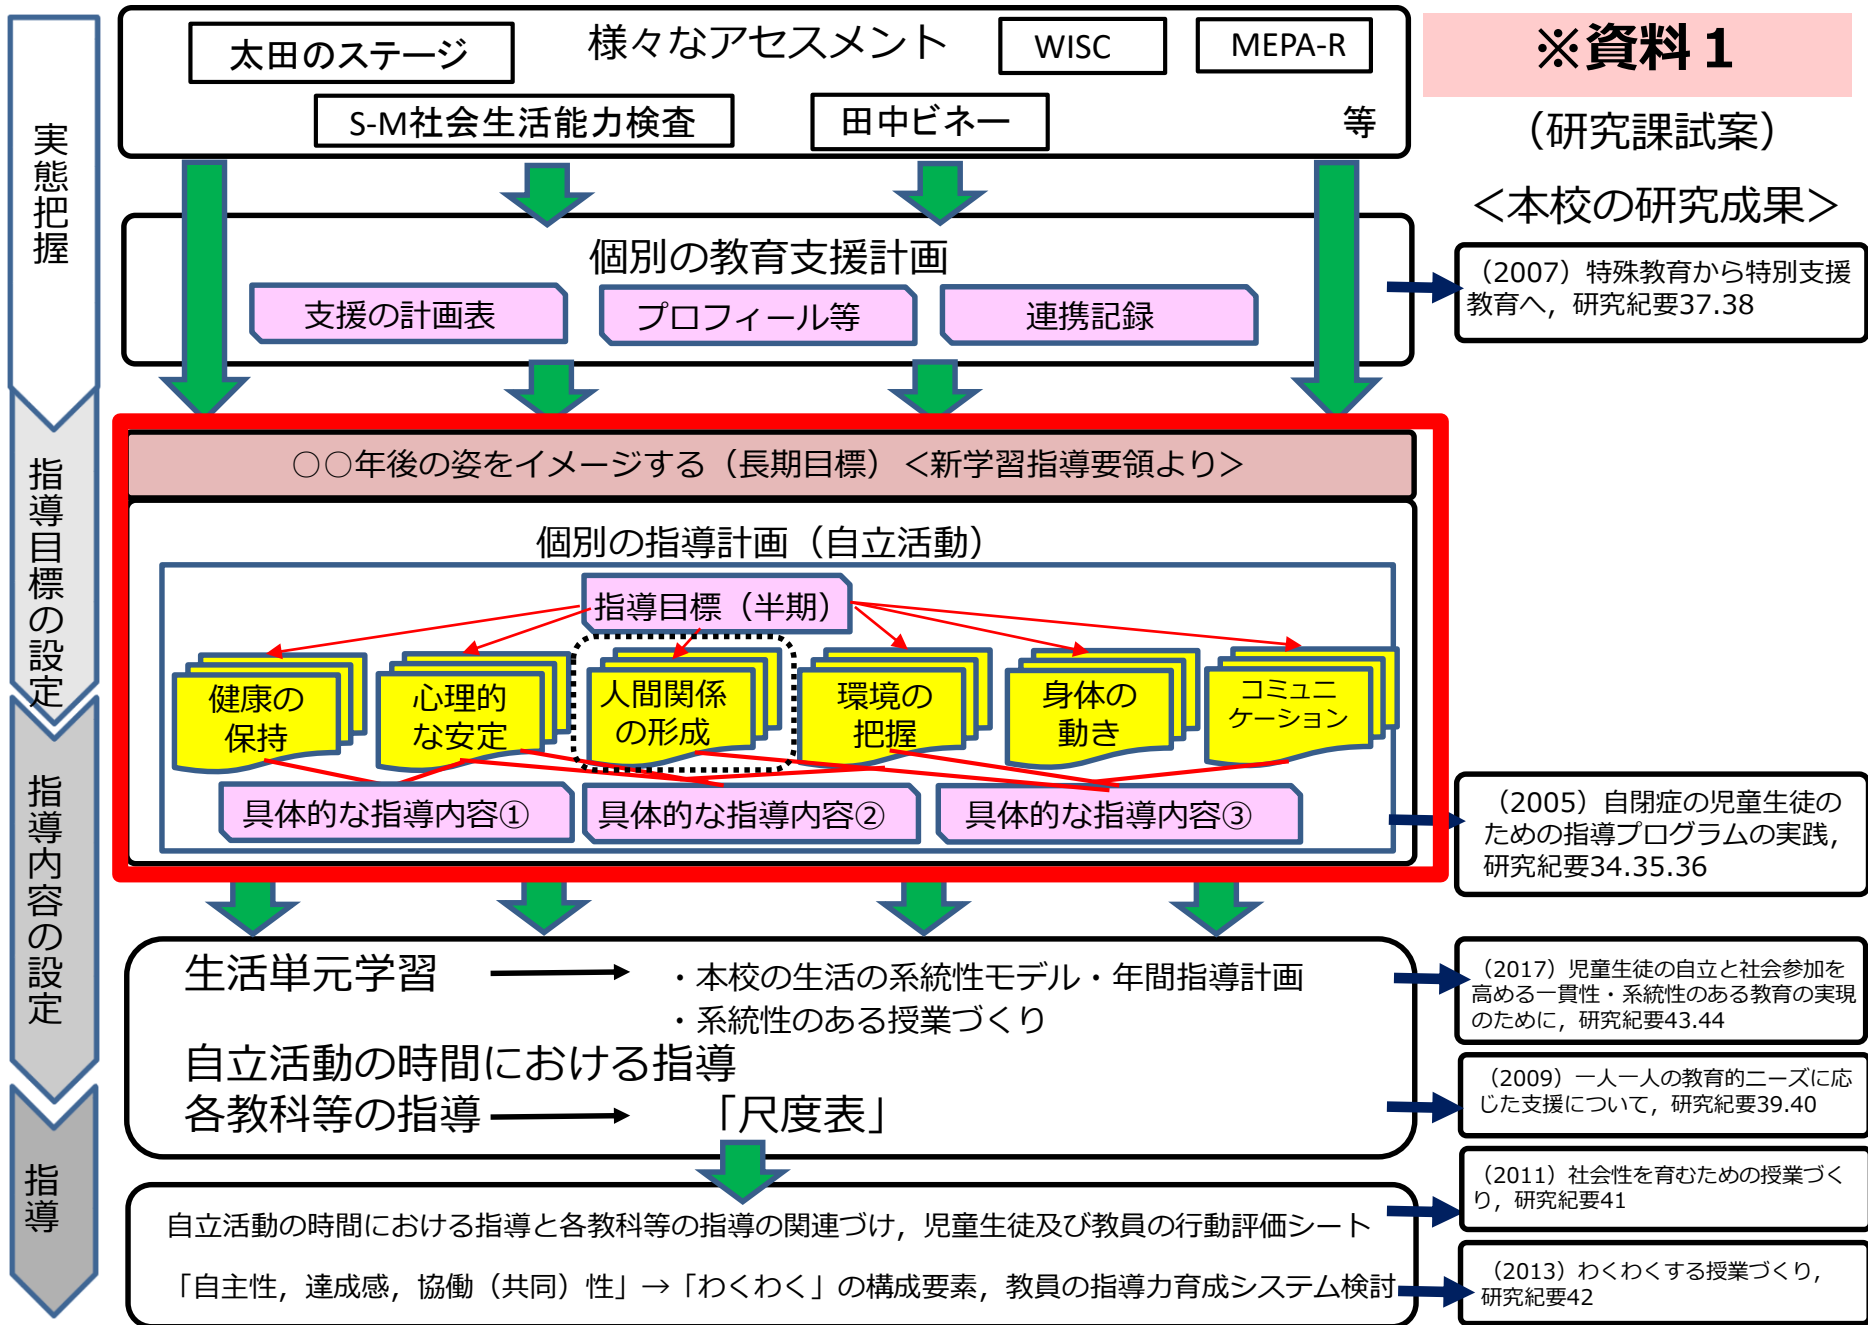 ※資料1
（研究課試案）
＜本校の研究成果＞
実態把握
指導目標の設定
指導内容の設定
指導
様々なアセスメント
太田のステージ
WISC
MEPA-R
S-M社会生活能力検査
田中ビネー
等
個別の教育支援計画
支援の計画表
プロフィール等
連携記録
（2007）特殊教育から特別支援
教育へ，研究紀要37.38
○○年後の姿をイメージする（長期目標）＜新学習指導要領より＞
個別の指導計画（自立活動）
指導目標（半期）
健康の
保持
心理的
な安定
人間関係
の形成
環境の
把握
身体の
動き
コミュニ
ケーション
具体的な指導内容①
具体的な指導内容②
具体的な指導内容③
（2005）自閉症の児童生徒の
ための指導プログラムの実践，
研究紀要34.35.36
生活単元学習
・本校の生活の系統性モデル・年間指導計画
・系統性のある授業づくり
自立活動の時間における指導
各教科等の指導
「尺度表」
（2017）児童生徒の自立と社会参加を
高める一貫性・系統性のある教育の実現
のために，研究紀要43.44
（2009）一人一人の教育的ニーズに応
じた支援について，研究紀要39.40
自立活動の時間における指導と各教科等の指導の関連づけ，児童生徒及び教員の行動評価シート
「自主性，達成感，協働（共同）性」→「わくわく」の構成要素，教員の指導力育成システム検討
（2011）社会性を育むための授業づく
り，研究紀要41
（2013）わくわくする授業づくり，
研究紀要42